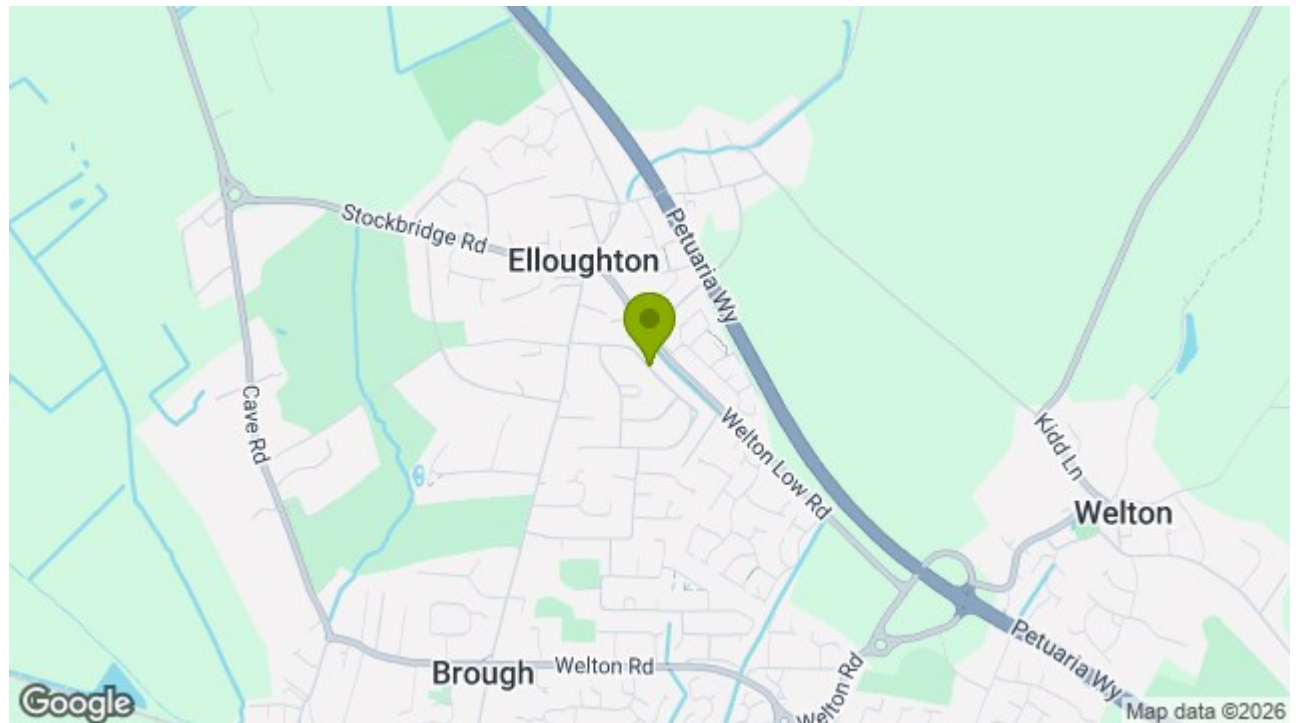 Stockbridge Rd
Elloughton
Petuaria Wy
Cave Rd
Welton Low Rd
Kidd Ln
Welton
Petuaria Wy
Brough
Welton Rd
Welton Rd
Google
Map data ©2026